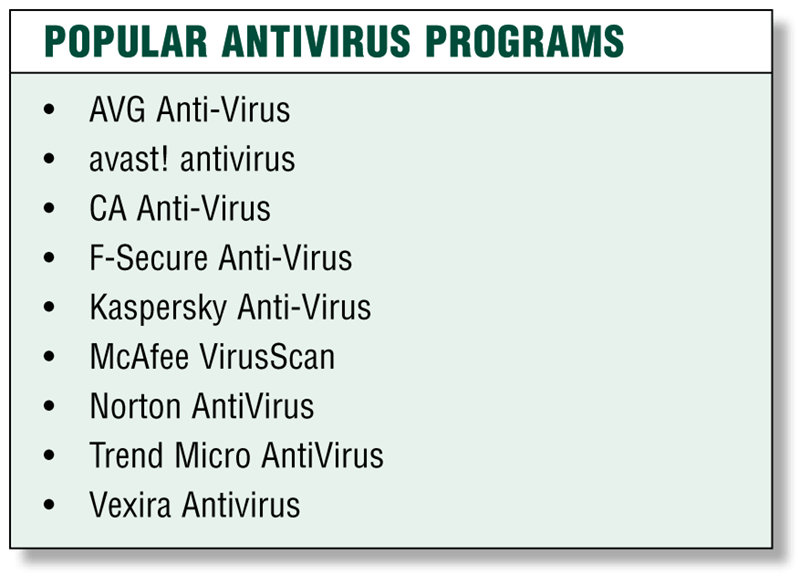 POPULAR ANTIVIRUS PROGRAMS
• AVG Anti-Virus
• avast! antivirus
• CA Anti-Virus
• F-Secure Anti-Virus
• Kaspersky Anti-Virus
• McAfee VirusScan
• Norton AntiVirus
• Trend Micro AntiVirus
• Vexira Antivirus